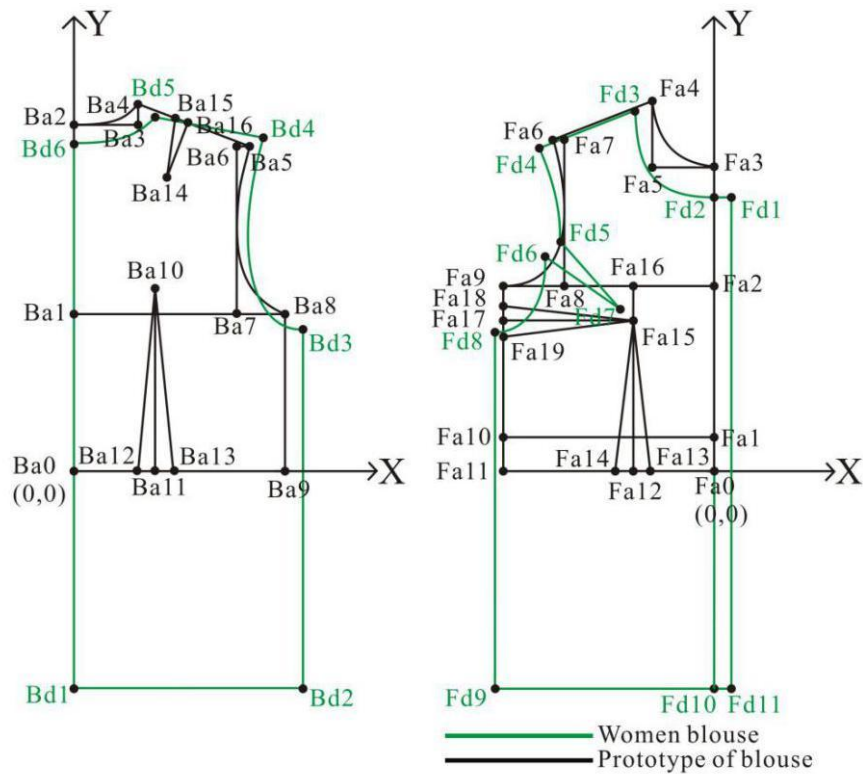 Y
Ba4 Bd5 Ba15
Ba2
Ba3 Ba16 Bd4
Bd6 Ba6 Ba5
Ba14
Ba10
Ba1 Ba7 Ba8
Bd3
Ba0 Ba12 Ba13 X
(0,0) Ba11 Ba9
Bd1 Bd2
Y
Fd3 Fa4
Fa6 Fa7
Fd4 Fa5 Fa3
Fd2 Fd1
Fd5
Fd6
Fa9 Fa16 Fa2
Fa18 Fa8
Fa17 Fd7
Fd8 Fa15
Fa19
Fa10 Fa1
Fa11 Fa14 Fa13 X
Fa12 Fa0
(0,0)
Fd9 Fd10 Fd11
Women blouse
Prototype of blouse